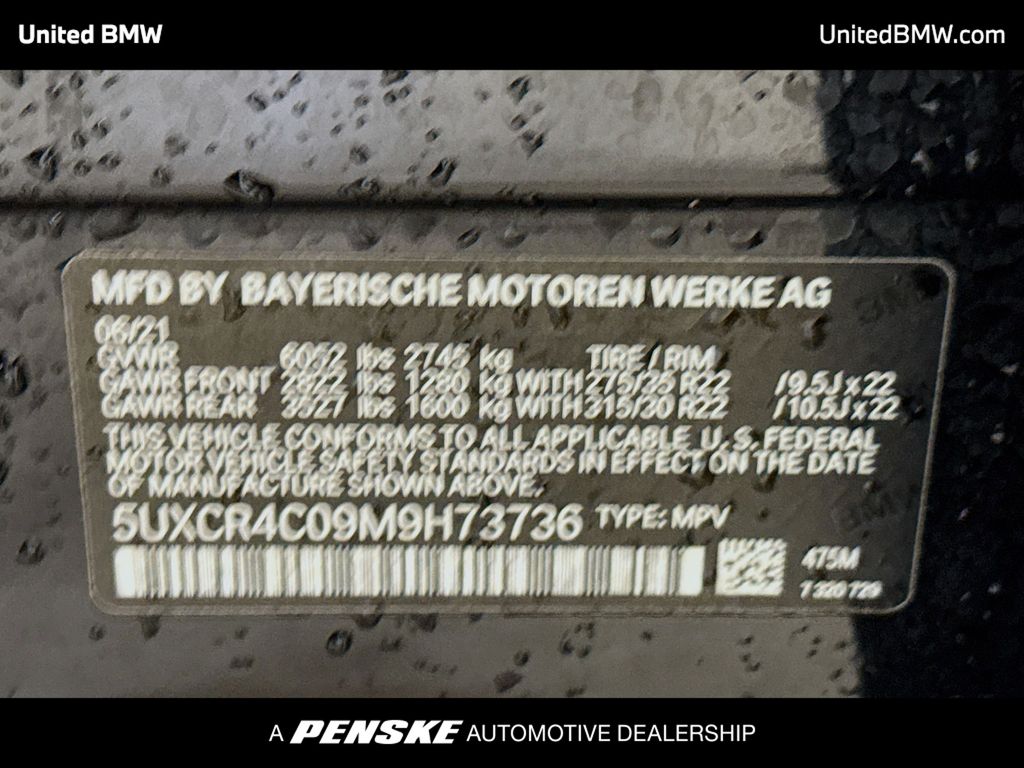 United BMW
UnitedBMW.com
MFD BY BAYERISCHE MOTOREN WERKE AG
06/21
GVWR 6052 lbs 2745 kg TIRE / RIM
GAWR FRONT 2822 lbs 1280 kg WITH 275/35 R22 /9.5J x 22
GAWR REAR 3527 lbs 1600 kg WITH 315/30 R22 /10.5J x 22
THIS VEHICLE CONFORMS TO ALL APPLICABLE U.S. FEDERAL
MOTOR VEHICLE SAFETY STANDARDS IN EFFECT ON THE DATE
OF MANUFACTURE SHOWN ABOVE.
5UXCR4C09M9H73736 TYPE: MPV
475M
7 320 729
A PENSKE AUTOMOTIVE DEALERSHIP